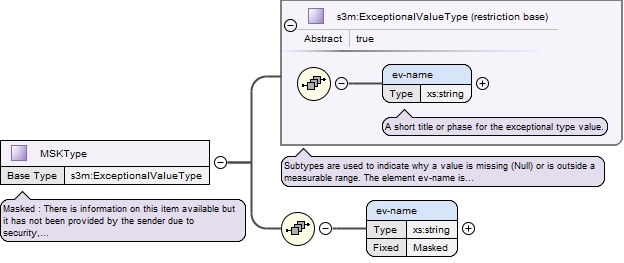 s3m:ExceptionalValueType (restriction base)
Abstract true
ev-name
Type xs:string
A short title or phase for the exceptional type value.
Subtypes are used to indicate why a value is missing (Null) or is outside a
measurable range. The element ev-name is...
MSKType
Base Type s3m:ExceptionalValueType
Masked : There is information on this item available but
it has not been provided by the sender due to
security,...
ev-name
Type xs:string
Fixed Masked